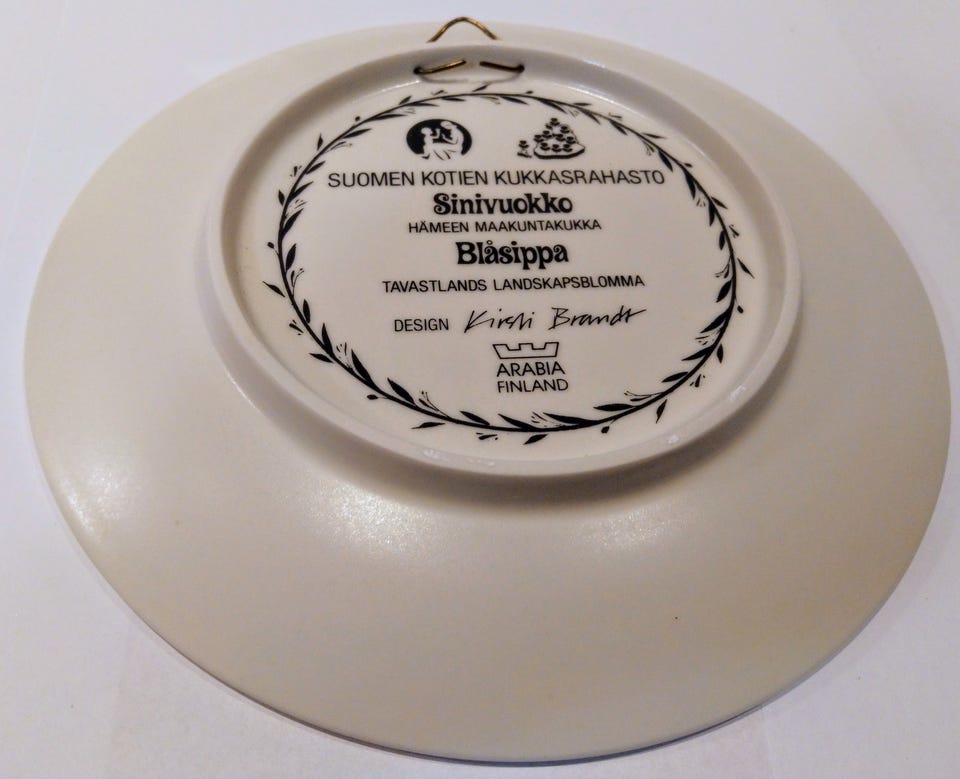 SUOMEN KOTIEN KUKKASRAHASTO
Sinivuokko
HÄMEEN MAAKUNTAKUKKA
Blåsippa
TAVASTLANDS LANDSKAPSBLOMMA
DESIGN Kirsti Brandt
ARABIA
FINLAND